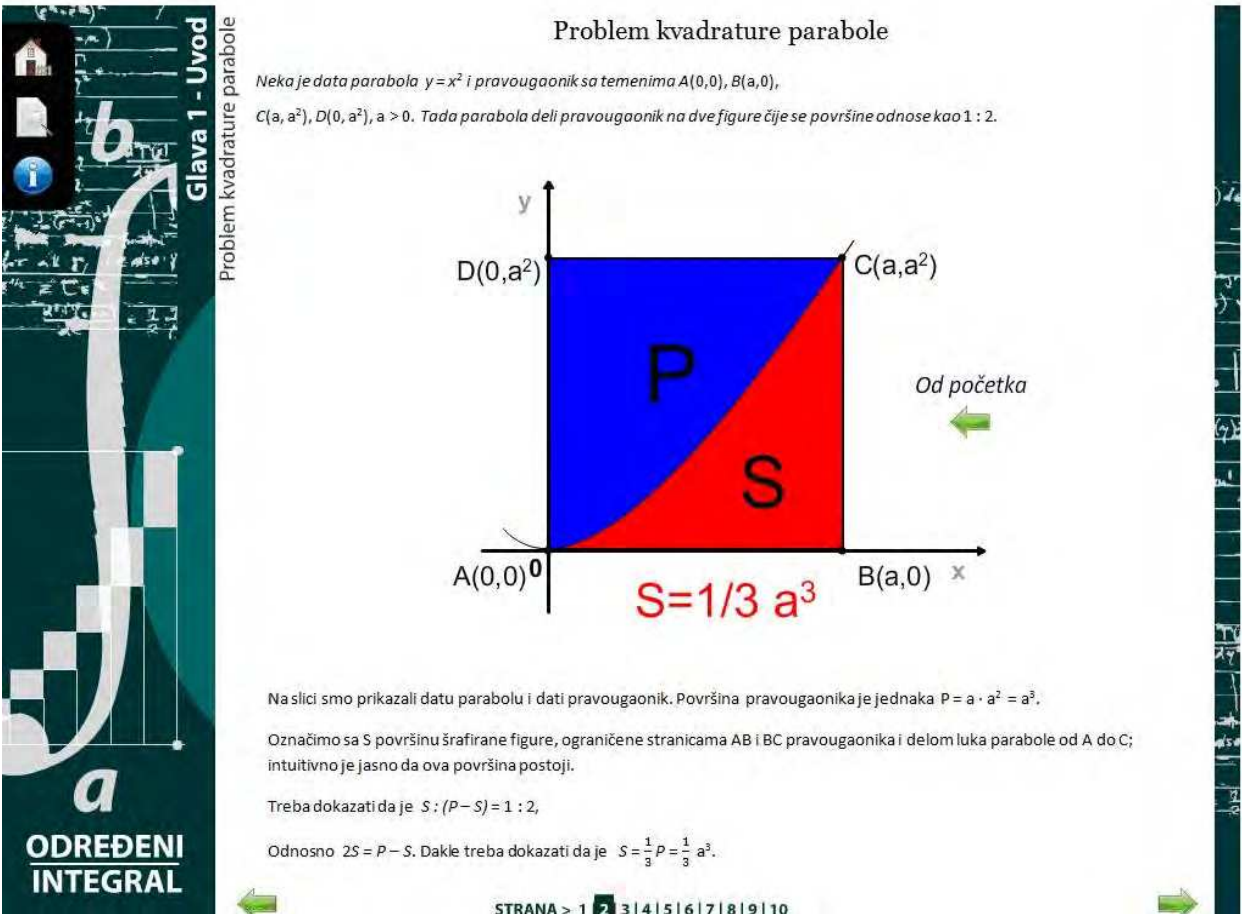 Glava 1 - Uvod
Problem kvadrature parabole
b
a
ODREĐENI
INTEGRAL
Problem kvadrature parabole
Neka je data parabola y = x² i pravougaonik sa temenima A(0,0), B(a,0),
C(a, a²), D(0, a²), a > 0. Tada parabola deli pravougaonik na dve figure čije se površine odnose kao 1 : 2.
y
D(0,a²)
C(a,a²)
P
Od početka
S
A(0,0)
0
B(a,0)
x
S=1/3 a³
Na slici smo prikazali datu parabolu i dati pravougaonik. Površina pravougaonika je jednaka P = a · a² = a³.
Označimo sa S površinu šrafirane figure, ograničene stranicama AB i BC pravougaonika i delom luka parabole od A do C;
intuitivno je jasno da ova površina postoji.
Treba dokazati da je S : (P – S) = 1 : 2,
Odnosno 2S = P – S. Dakle treba dokazati da je S = 1/3 P = 1/3 a³.
STRANA > 1 | 2 | 3 | 4 | 5 | 6 | 7 | 8 | 9 | 10